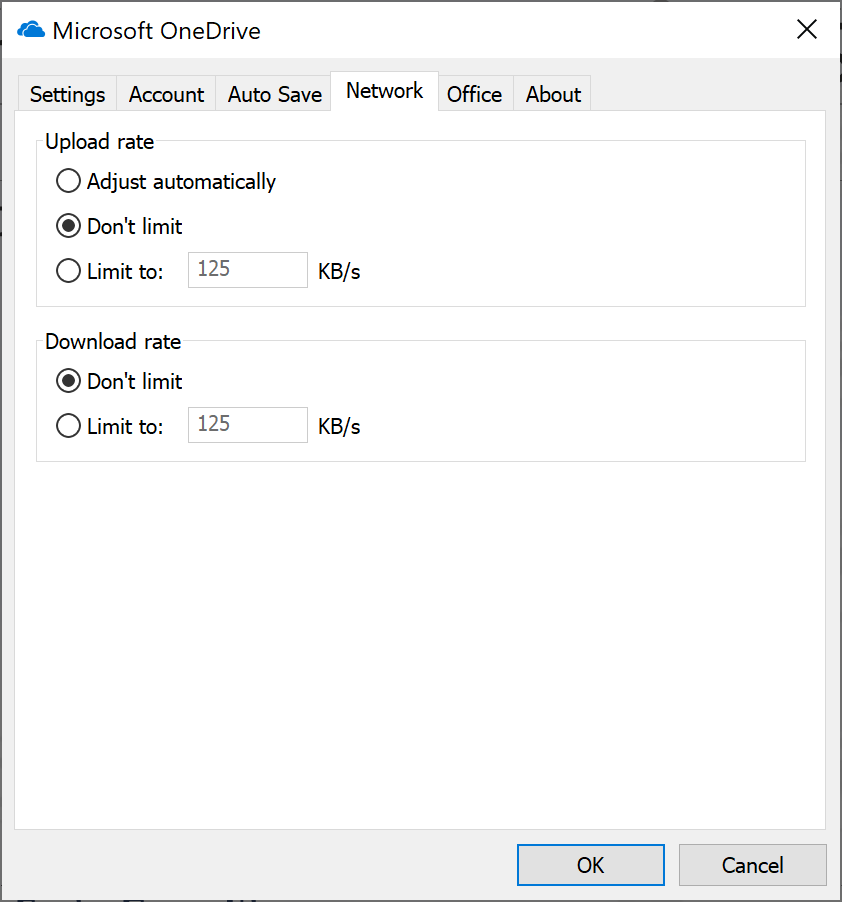 Microsoft OneDrive
Settings Account Auto Save Network Office About
Upload rate
Adjust automatically
Don't limit
Limit to: 125 KB/s
Download rate
Don't limit
Limit to: 125 KB/s
OK Cancel